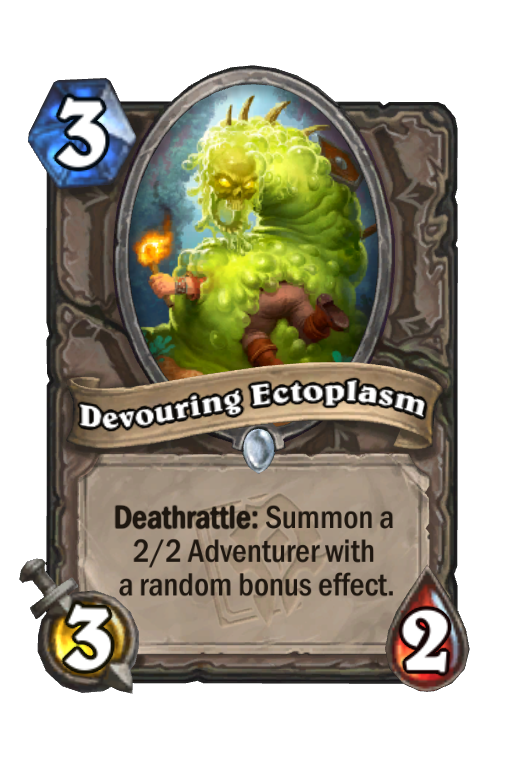 3
Devouring Ectoplasm
Deathrattle: Summon a
2/2 Adventurer with
a random bonus effect.
3
2